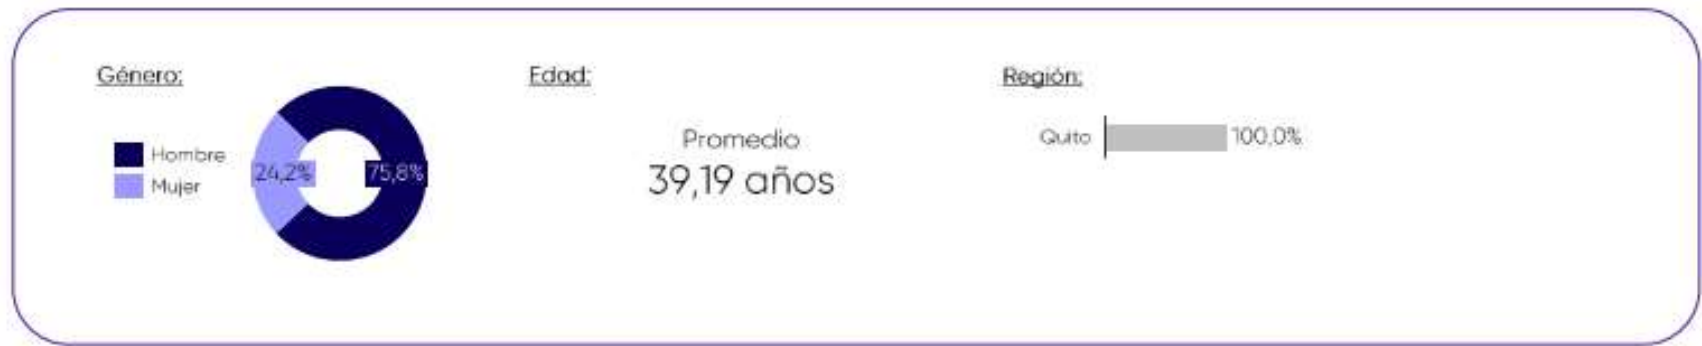 Género:
Hombre
Mujer
24,2%
75,8%
Edad:
Promedio
39,19 años
Región:
Quito
100,0%